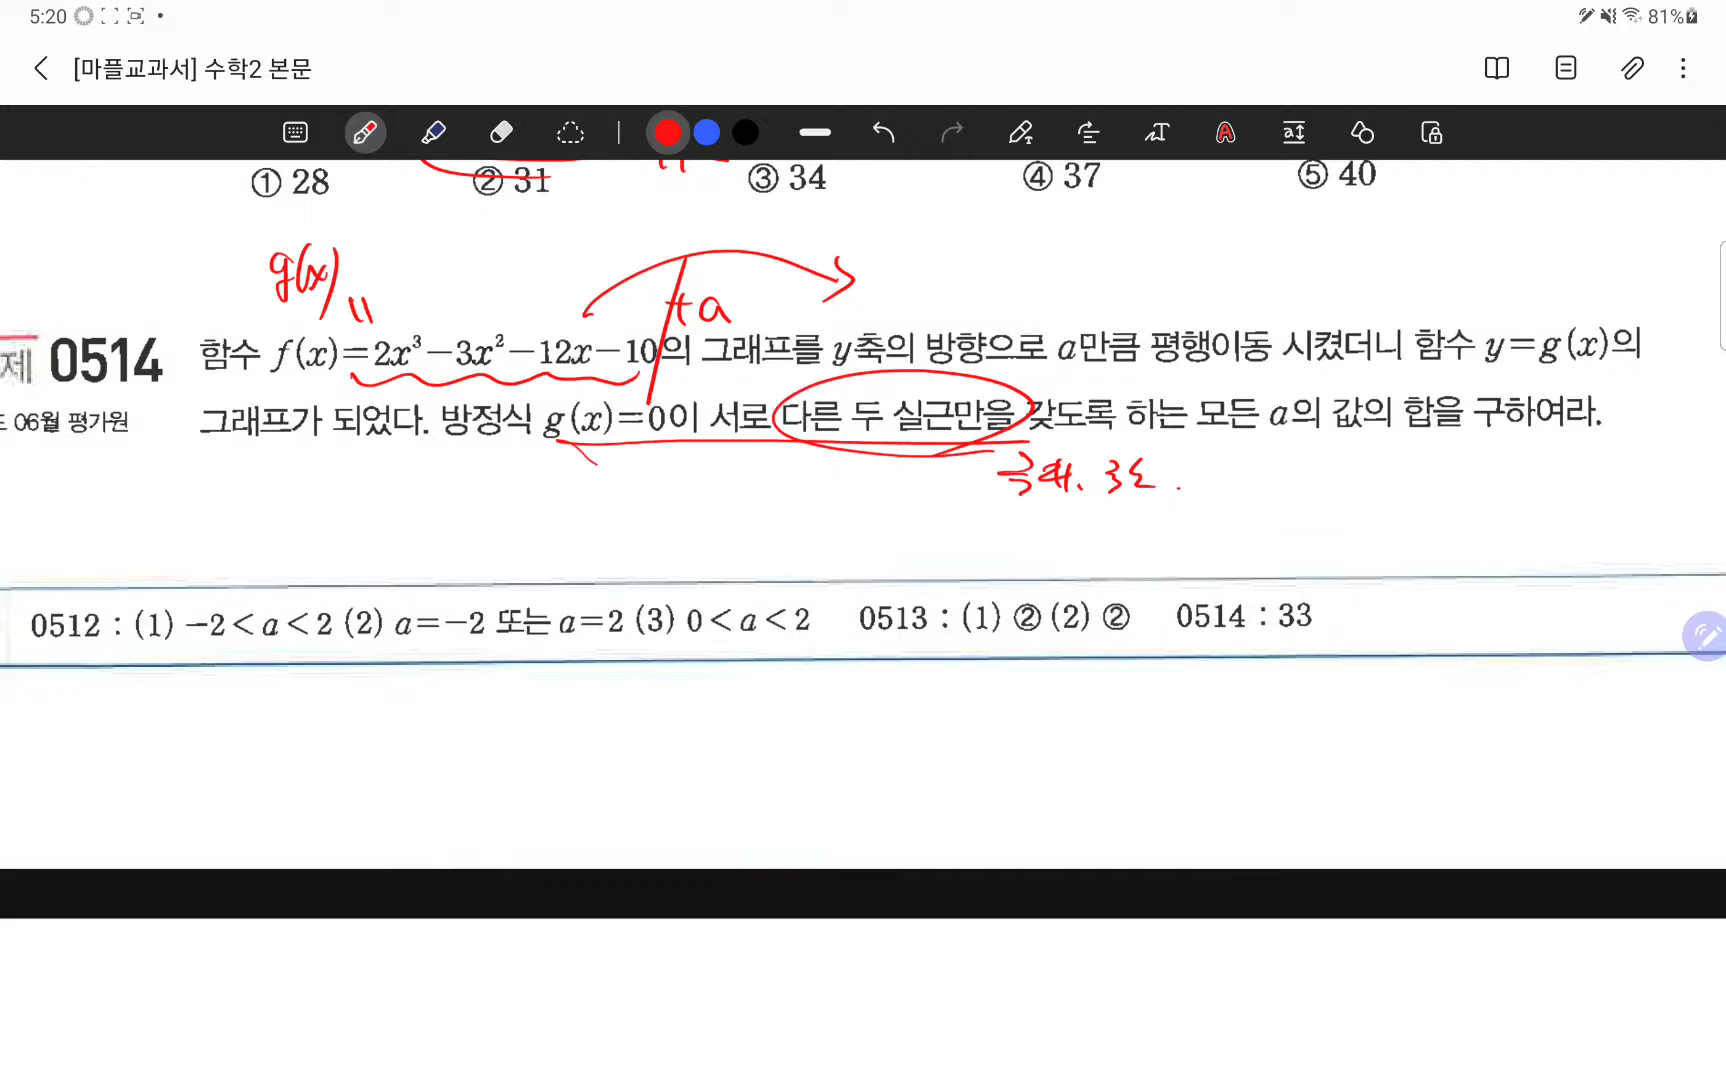 5:20 81%
[마플교과서] 수학2 본문
① 28 ② 31 ③ 34 ④ 37 ⑤ 40
g(x)
+a
제 0514 함수 f(x)=2x³−3x²−12x−10의 그래프를 y축의 방향으로 a만큼 평행이동 시켰더니 함수 y=g(x)의
06월 평가원 그래프가 되었다. 방정식 g(x)=0이 서로 다른 두 실근만을 갖도록 하는 모든 a의 값의 합을 구하여라.
0512 : (1) −2<a<2 (2) a=−2 또는 a=2 (3) 0<a<2 0513 : (1) ② (2) ② 0514 : 33